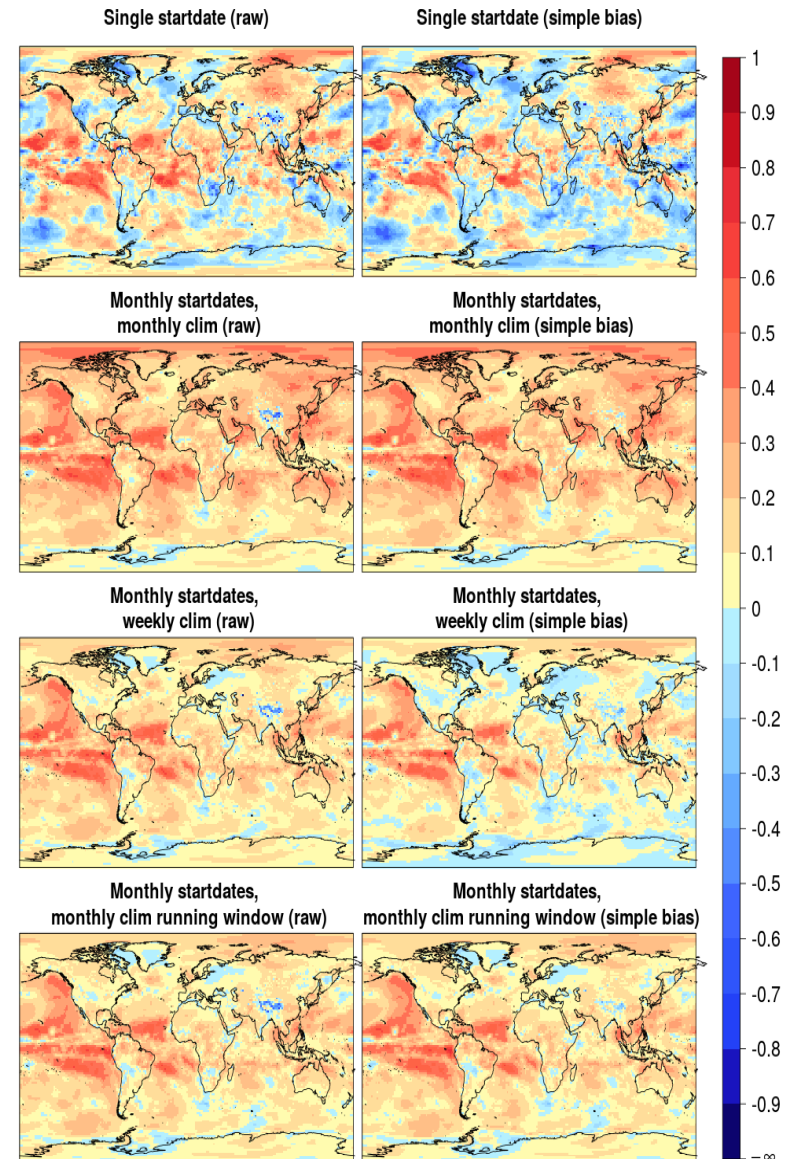 Single startdate (raw)
Single startdate (simple bias)
Monthly startdates,
monthly clim (raw)
Monthly startdates,
monthly clim (simple bias)
Monthly startdates,
weekly clim (raw)
Monthly startdates,
weekly clim (simple bias)
Monthly startdates,
monthly clim running window (raw)
Monthly startdates,
monthly clim running window (simple bias)
1
0.9
0.8
0.7
0.6
0.5
0.4
0.3
0.2
0.1
0
-0.1
-0.2
-0.3
-0.4
-0.5
-0.6
-0.7
-0.8
-0.9
-∞